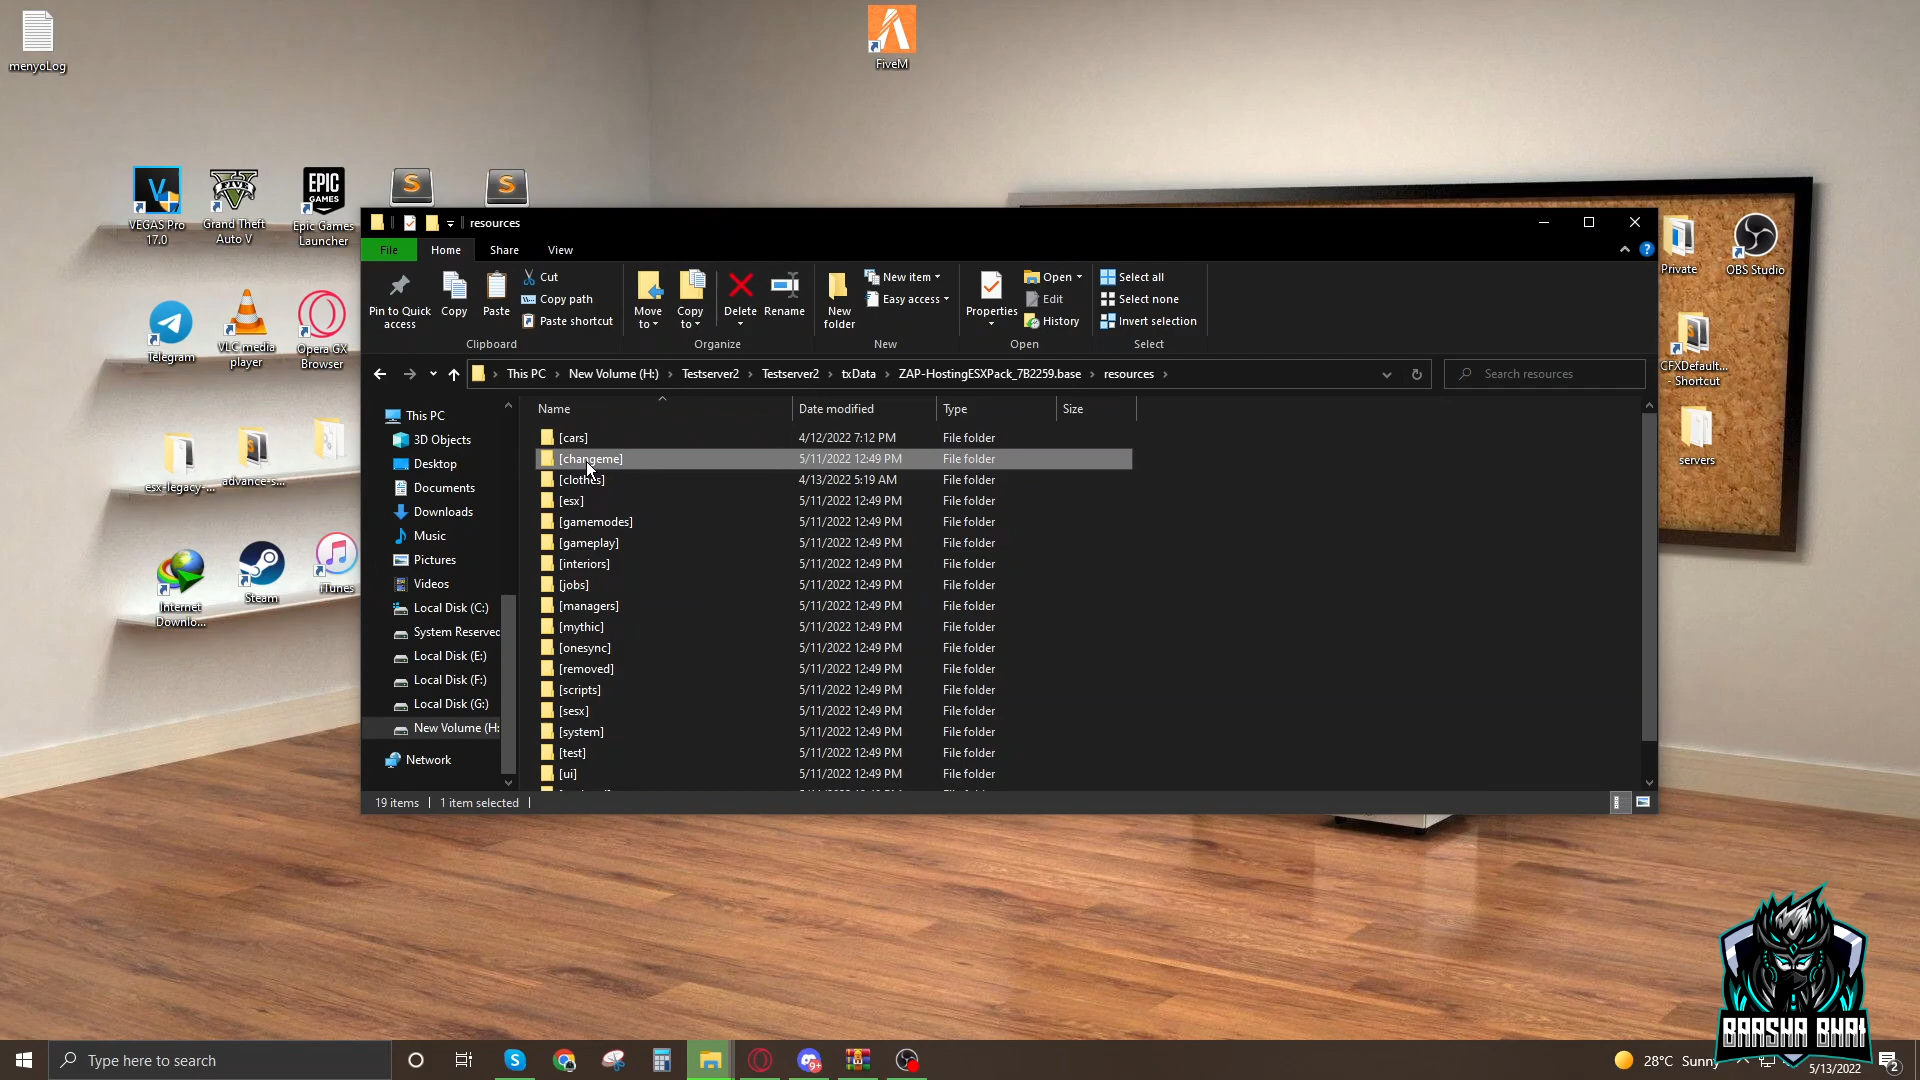 menyoLog
FiveM
VEGAS Pro
17.0
Grand Theft
Auto V
EPIC
GAMES
Epic Games
Launcher
Telegram
VLC media
player
Opera GX
Browser
esx-legacy-...
advance-s...
Internet
Downlo...
Steam
iTunes
Private
OBS Studio
CFXDefault...
- Shortcut
servers
resources
File
Home
Share
View
Pin to Quick
access
Copy
Paste
Cut
Copy path
Paste shortcut
Clipboard
Move
to
Copy
to
Delete
Rename
Organize
New
folder
New item
Easy access
New
Properties
Open
Edit
History
Open
Select all
Select none
Invert selection
Select
This PC > New Volume (H:) > Testserver2 > Testserver2 > txData > ZAP-HostingESXPack_7B2259.base > resources >
Search resources
This PC
3D Objects
Desktop
Documents
Downloads
Music
Pictures
Videos
Local Disk (C:)
System Reserved
Local Disk (E:)
Local Disk (F:)
Local Disk (G:)
New Volume (H:
Network
Name Date modified Type Size
[cars] 4/12/2022 7:12 PM File folder
[changeme] 5/11/2022 12:49 PM File folder
[clothes] 4/13/2022 5:19 AM File folder
[esx] 5/11/2022 12:49 PM File folder
[gamemodes] 5/11/2022 12:49 PM File folder
[gameplay] 5/11/2022 12:49 PM File folder
[interiors] 5/11/2022 12:49 PM File folder
[jobs] 5/11/2022 12:49 PM File folder
[managers] 5/11/2022 12:49 PM File folder
[mythic] 5/11/2022 12:49 PM File folder
[onesync] 5/11/2022 12:49 PM File folder
[removed] 5/11/2022 12:49 PM File folder
[scripts] 5/11/2022 12:49 PM File folder
[sesx] 5/11/2022 12:49 PM File folder
[system] 5/11/2022 12:49 PM File folder
[test] 5/11/2022 12:49 PM File folder
[ui] 5/11/2022 12:49 PM File folder
19 items 1 item selected
BAASHA BHAI
Type here to search
9+
28°C Sunny
5/13/2022
2